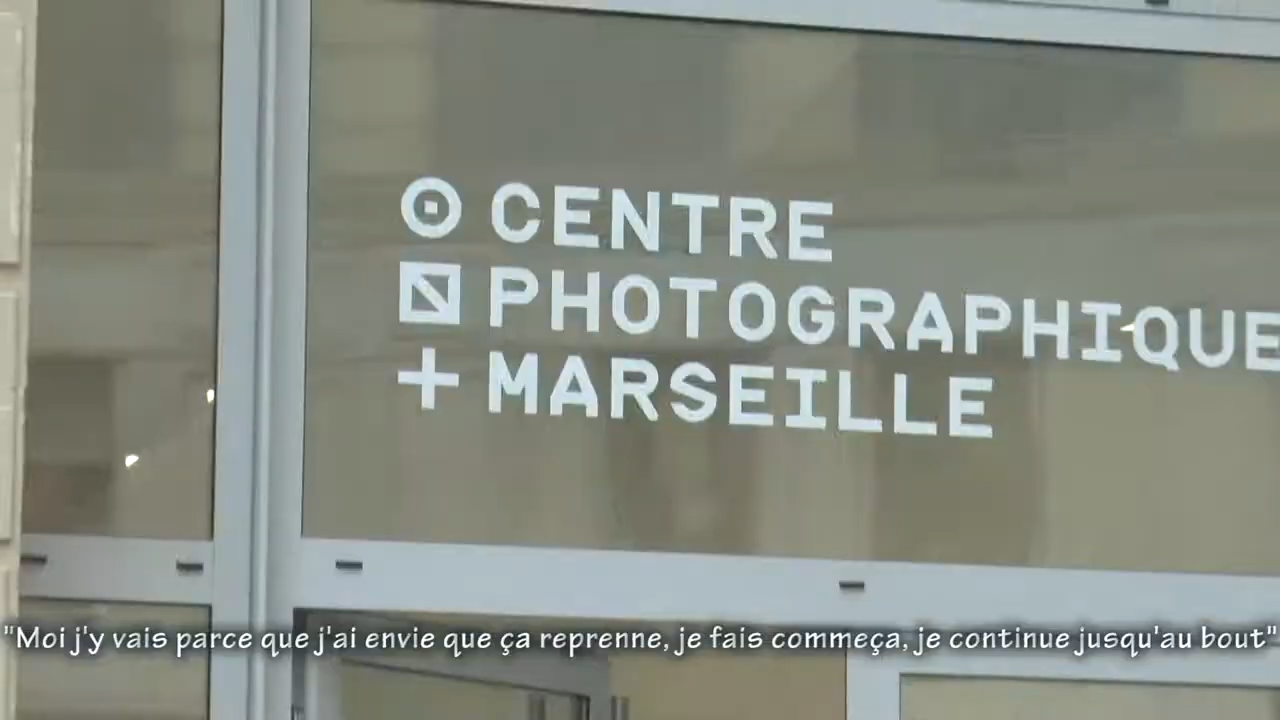 CENTRE
PHOTOGRAPHIQUE
MARSEILLE
"Moi j'y vais parce que j'ai envie que ça reprenne, je fais commeça, je continue jusqu'au bout"